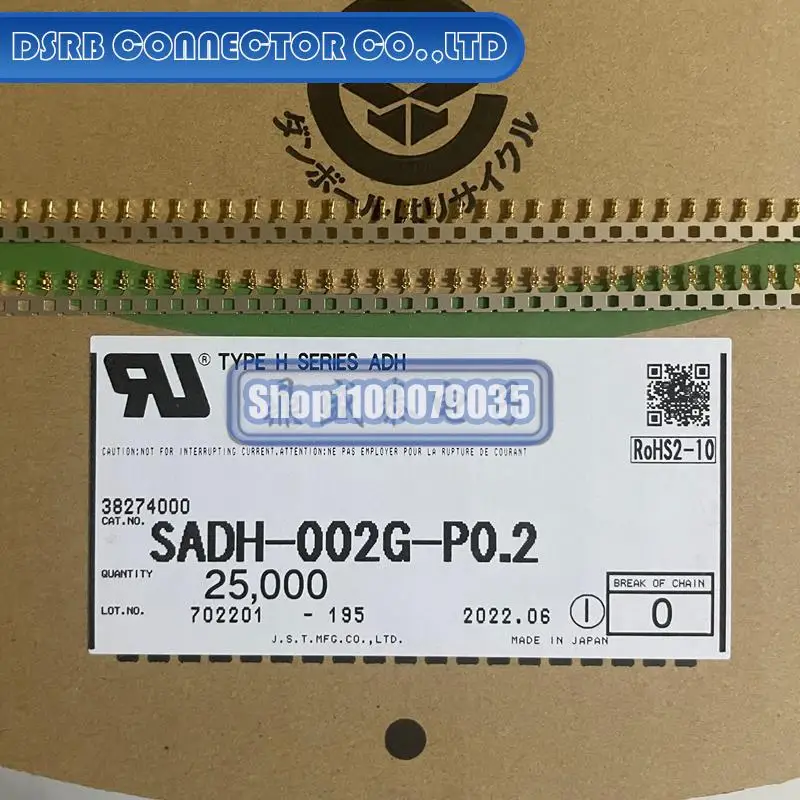 DSRB CONNECTOR CO.,LTD
ダンボールはリサイクル
® TYPE H SERIES ADH
Shop1100079035
CAUTION:NOT FOR INTERRUPTING CURRENT.ATTENTION:NE PAS EMPLOYER POUR LA RUPTURE DE COURANT
RoHS2-10
38274000
CAT.NO. SADH-002G-P0.2
QUANTITY 25,000
BREAK OF CHAIN
LOT.NO. 702201 - 195 2022.06 ① 0
J.S.T.MFG.CO.,LTD. MADE IN JAPAN